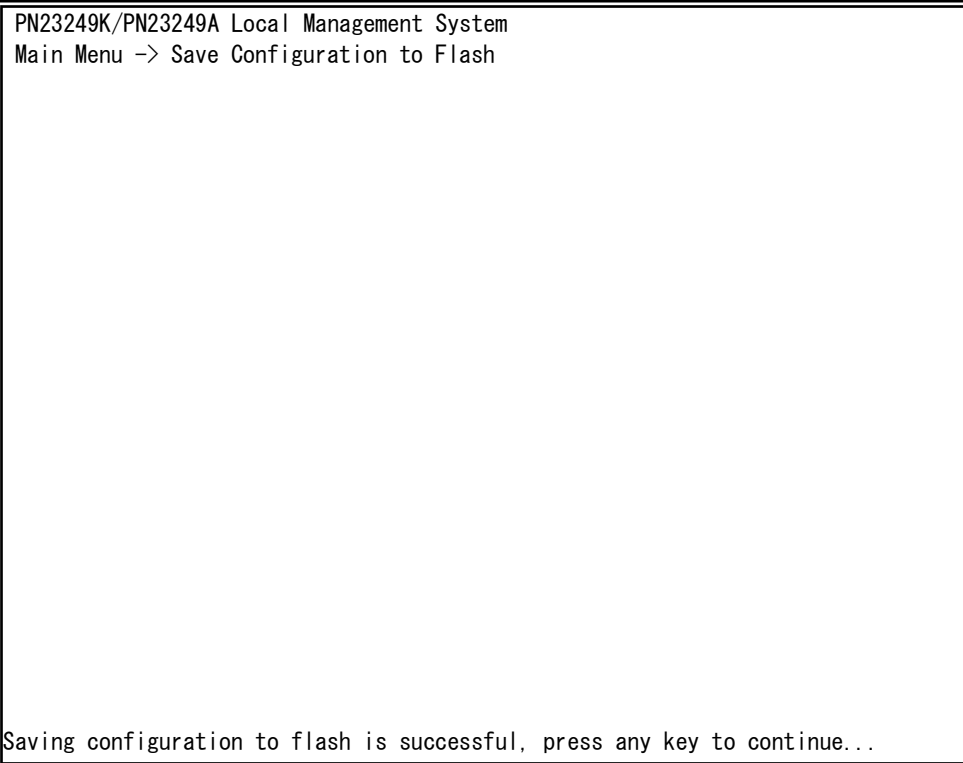 PN23249K/PN23249A Local Management System
Main Menu -> Save Configuration to Flash
Saving configuration to flash is successful, press any key to continue...